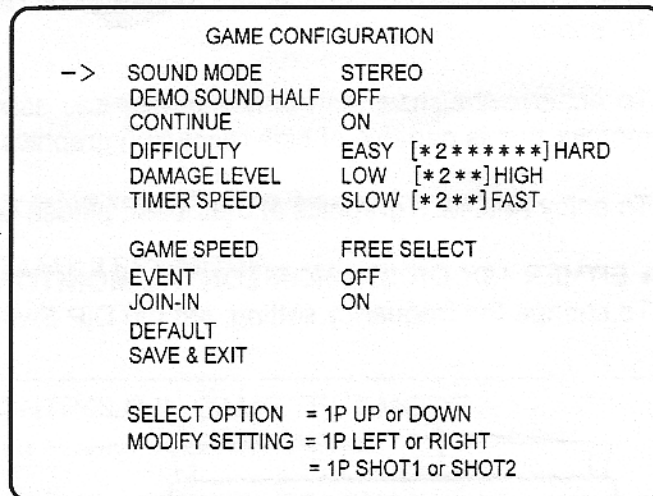 GAME CONFIGURATION
-> SOUND MODE STEREO
DEMO SOUND HALF OFF
CONTINUE ON
DIFFICULTY EASY [*2******] HARD
DAMAGE LEVEL LOW [*2**] HIGH
TIMER SPEED SLOW [*2**] FAST
GAME SPEED FREE SELECT
EVENT OFF
JOIN-IN ON
DEFAULT
SAVE & EXIT
SELECT OPTION = 1P UP or DOWN
MODIFY SETTING = 1P LEFT or RIGHT
= 1P SHOT1 or SHOT2